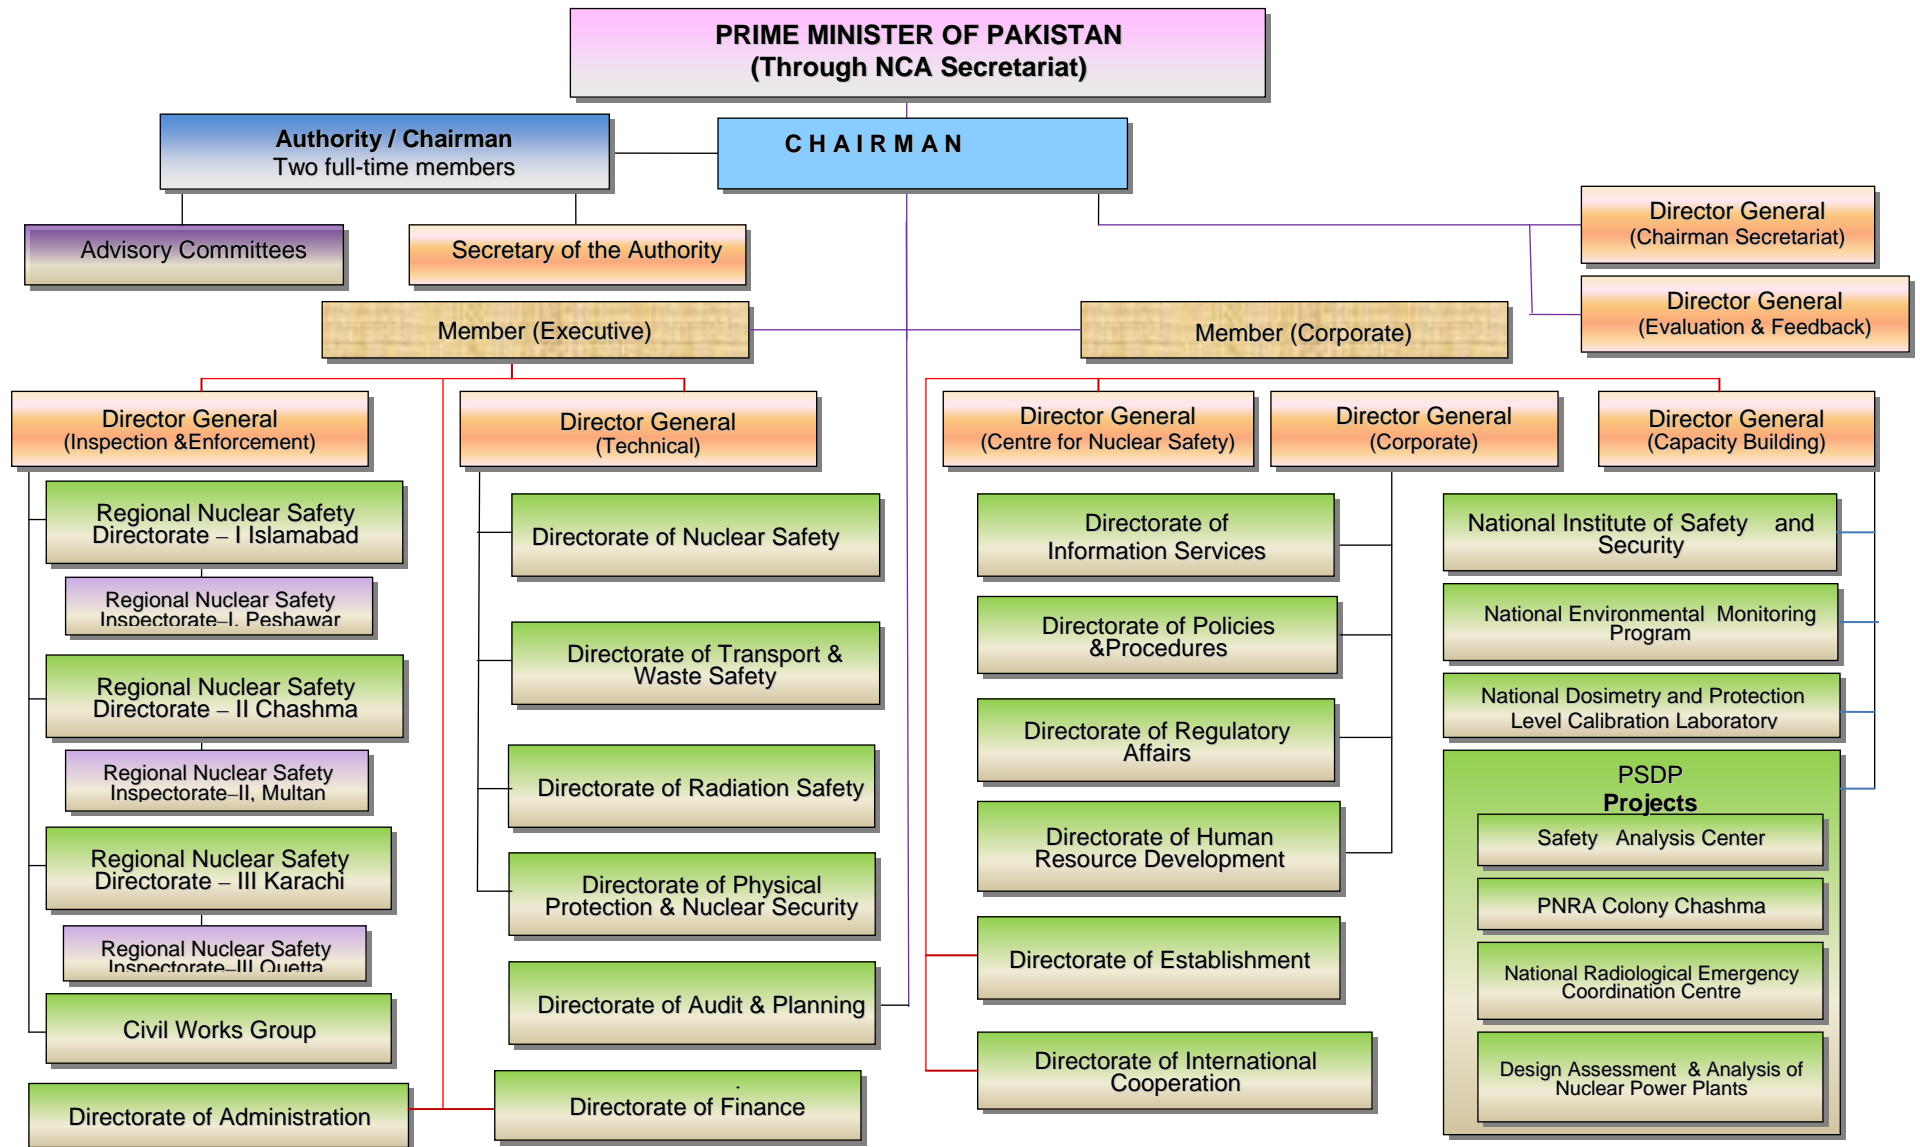 PRIME MINISTER OF PAKISTAN
(Through NCA Secretariat)
Authority / Chairman
Two full-time members
C H A I R M A N
Advisory Committees
Secretary of the Authority
Director General
(Chairman Secretariat)
Director General
(Evaluation & Feedback)
Member (Executive)
Member (Corporate)
Director General
(Inspection &Enforcement)
Director General
(Technical)
Director General
(Centre for Nuclear Safety)
Director General
(Corporate)
Director General
(Capacity Building)
Regional Nuclear Safety
Directorate – I Islamabad
Regional Nuclear Safety
Inspectorate–I, Peshawar
Regional Nuclear Safety
Directorate – II Chashma
Regional Nuclear Safety
Inspectorate–II, Multan
Regional Nuclear Safety
Directorate – III Karachi
Regional Nuclear Safety
Inspectorate–III Quetta
Civil Works Group
Directorate of Administration
Directorate of Nuclear Safety
Directorate of Transport &
Waste Safety
Directorate of Radiation Safety
Directorate of Physical
Protection & Nuclear Security
Directorate of Audit & Planning
Directorate of Finance
Directorate of
Information Services
Directorate of Policies
&Procedures
Directorate of Regulatory
Affairs
Directorate of Human
Resource Development
Directorate of Establishment
Directorate of International
Cooperation
National Institute of Safety and
Security
National Environmental Monitoring
Program
National Dosimetry and Protection
Level Calibration Laboratory
PSDP
Projects
Safety Analysis Center
PNRA Colony Chashma
National Radiological Emergency
Coordination Centre
Design Assessment & Analysis of
Nuclear Power Plants